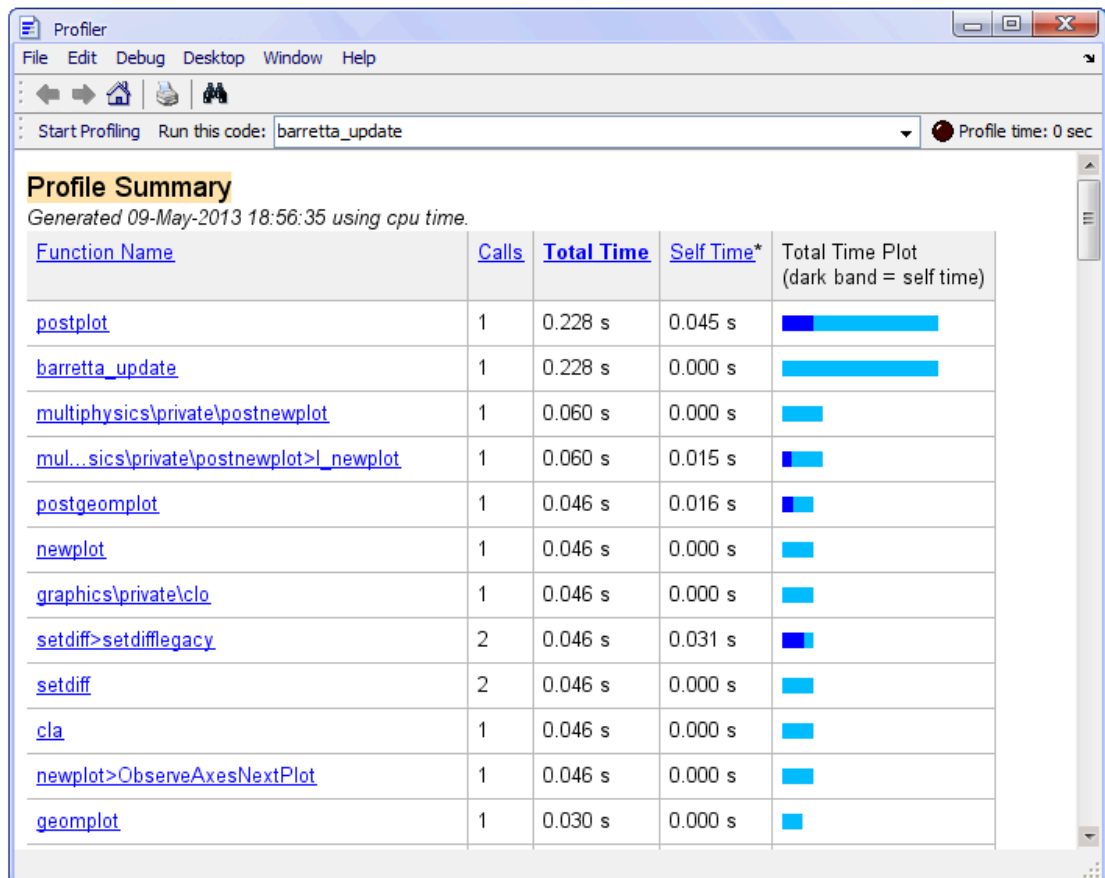 Profiler
File Edit Debug Desktop Window Help
Start Profiling Run this code: barretta_update Profile time: 0 sec
Profile Summary
Generated 09-May-2013 18:56:35 using cpu time.
Function Name Calls Total Time Self Time* Total Time Plot
(dark band = self time)
postplot 1 0.228 s 0.045 s
barretta_update 1 0.228 s 0.000 s
multiphysics\private\postnewplot 1 0.060 s 0.000 s
mul...sics\private\postnewplot>l_newplot 1 0.060 s 0.015 s
postgeomplot 1 0.046 s 0.016 s
newplot 1 0.046 s 0.000 s
graphics\private\clo 1 0.046 s 0.000 s
setdiff>setdifflegacy 2 0.046 s 0.031 s
setdiff 2 0.046 s 0.000 s
cla 1 0.046 s 0.000 s
newplot>ObserveAxesNextPlot 1 0.046 s 0.000 s
geomplot 1 0.030 s 0.000 s